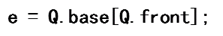 e = Q.base[Q.front];